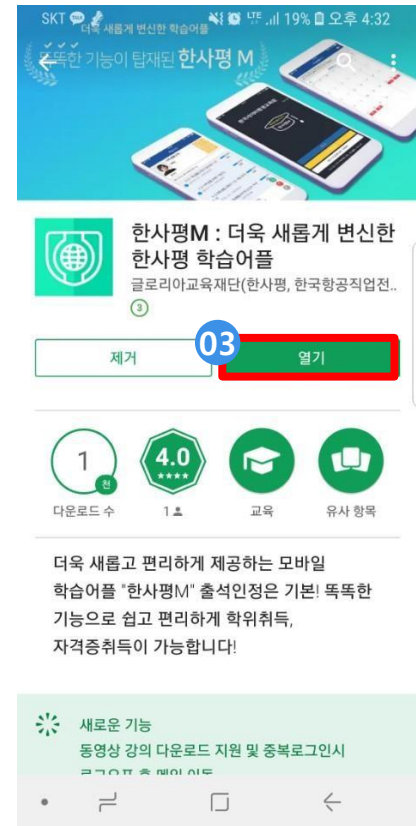 SKT LTE 19% 오후 4:32
더욱 새롭게 변신한 학습어플
똑똑한 기능이 탑재된 한사평 M
한사평M : 더욱 새롭게 변신한
한사평 학습어플
글로리아교육재단(한사평, 한국항공직업전..
3
제거
03
열기
1
천
4.0
다운로드 수
1
교육
유사 항목
더욱 새롭고 편리하게 제공하는 모바일
학습어플 "한사평M" 출석인정은 기본! 똑똑한
기능으로 쉽고 편리하게 학위취득,
자격증취득이 가능합니다!
새로운 기능
동영상 강의 다운로드 지원 및 중복로그인시